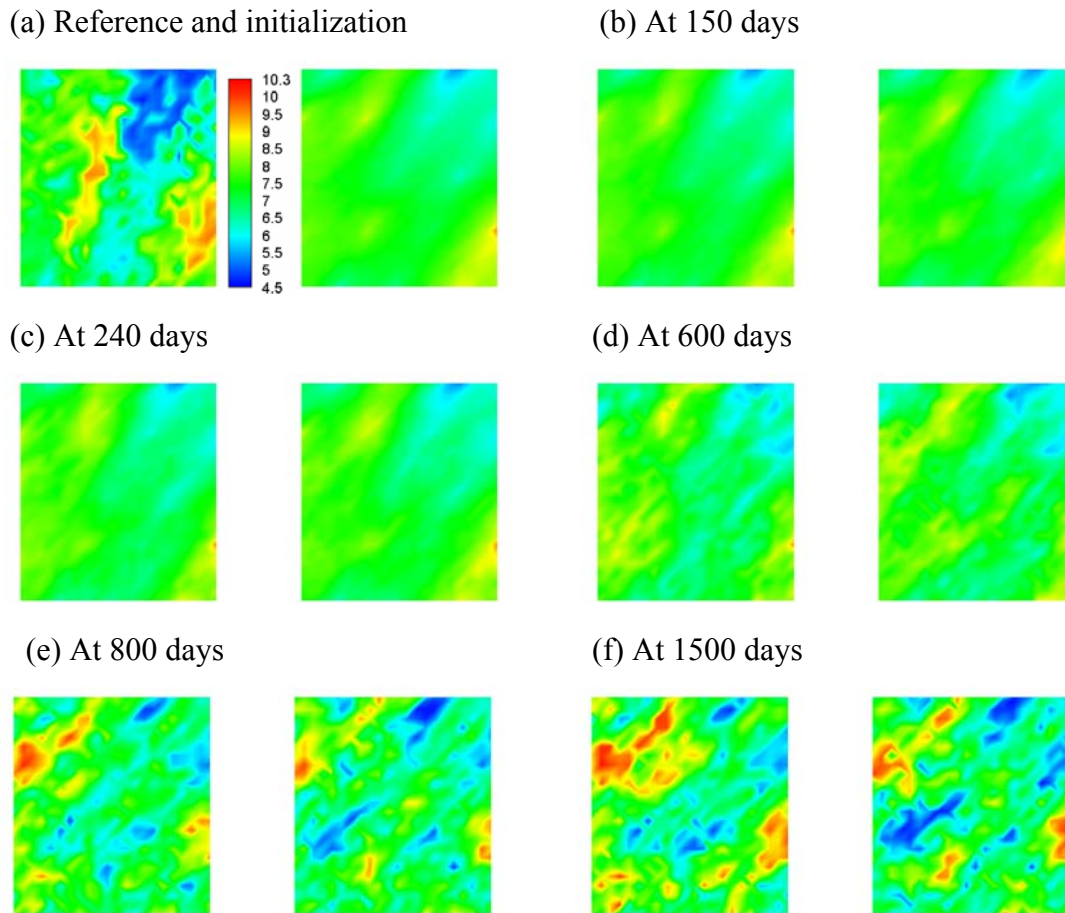 (a) Reference and initialization
(b) At 150 days
10.3
10
9.5
9
8.5
8
7.5
7
6.5
6
5.5
5
4.5
(c) At 240 days
(d) At 600 days
(e) At 800 days
(f) At 1500 days